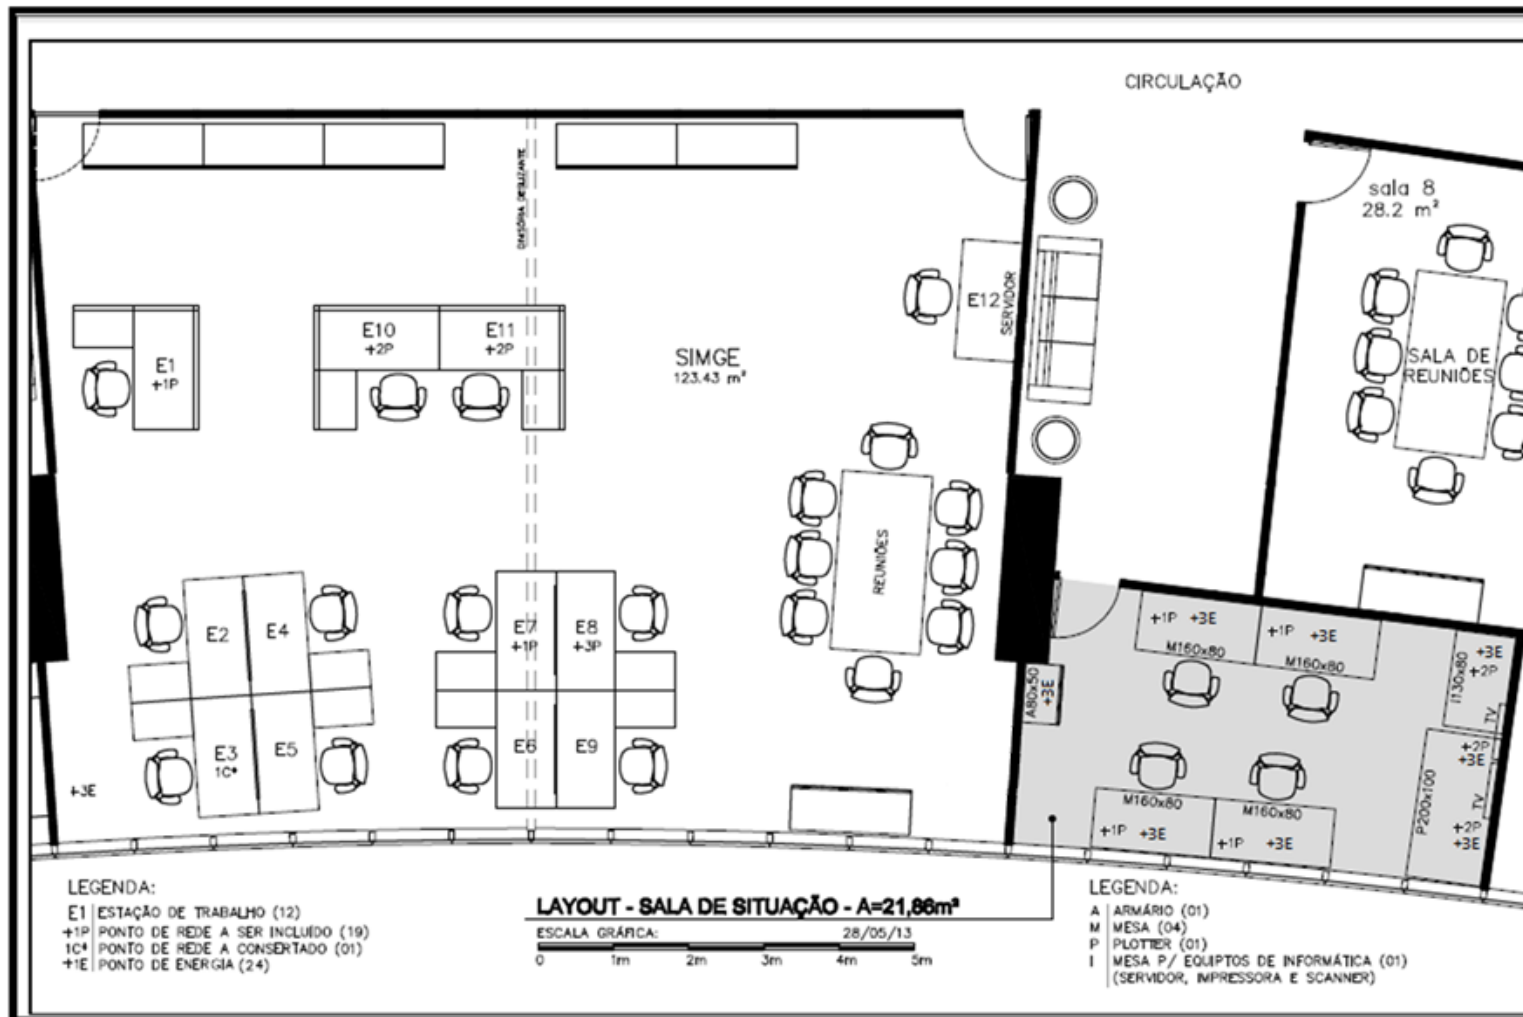 CIRCULAÇÃO
DIVISÓRIA DESLIZANTE
sala 8
28.2 m²
E12
SERVIDOR
E10
+2P
E11
+2P
E1
+1P
SIMGE
123.43 m²
SALA DE
REUNIÕES
REUNIÕES
E2
E4
E7
+1P
E8
+3P
E3
1C*
E5
E6
E9
+3E
+1P +3E
M160x80
+1P +3E
M160x80
I130x80
+3E
+2P
TV
A80x50
+3E
P200x100
+2P
+3E
TV
+2P
+3E
M160x80
+1P +3E
M160x80
+1P +3E
LEGENDA:
E1 ESTAÇÃO DE TRABALHO (12)
+1P PONTO DE REDE A SER INCLUÍDO (19)
1C* PONTO DE REDE A CONSERTADO (01)
+1E PONTO DE ENERGIA (24)
LAYOUT - SALA DE SITUAÇÃO - A=21,86m²
ESCALA GRÁFICA: 28/05/13
0 1m 2m 3m 4m 5m
LEGENDA:
A ARMÁRIO (01)
M MESA (04)
P PLOTTER (01)
I MESA P/ EQUIPTOS DE INFORMÁTICA (01)
(SERVIDOR, IMPRESSORA E SCANNER)